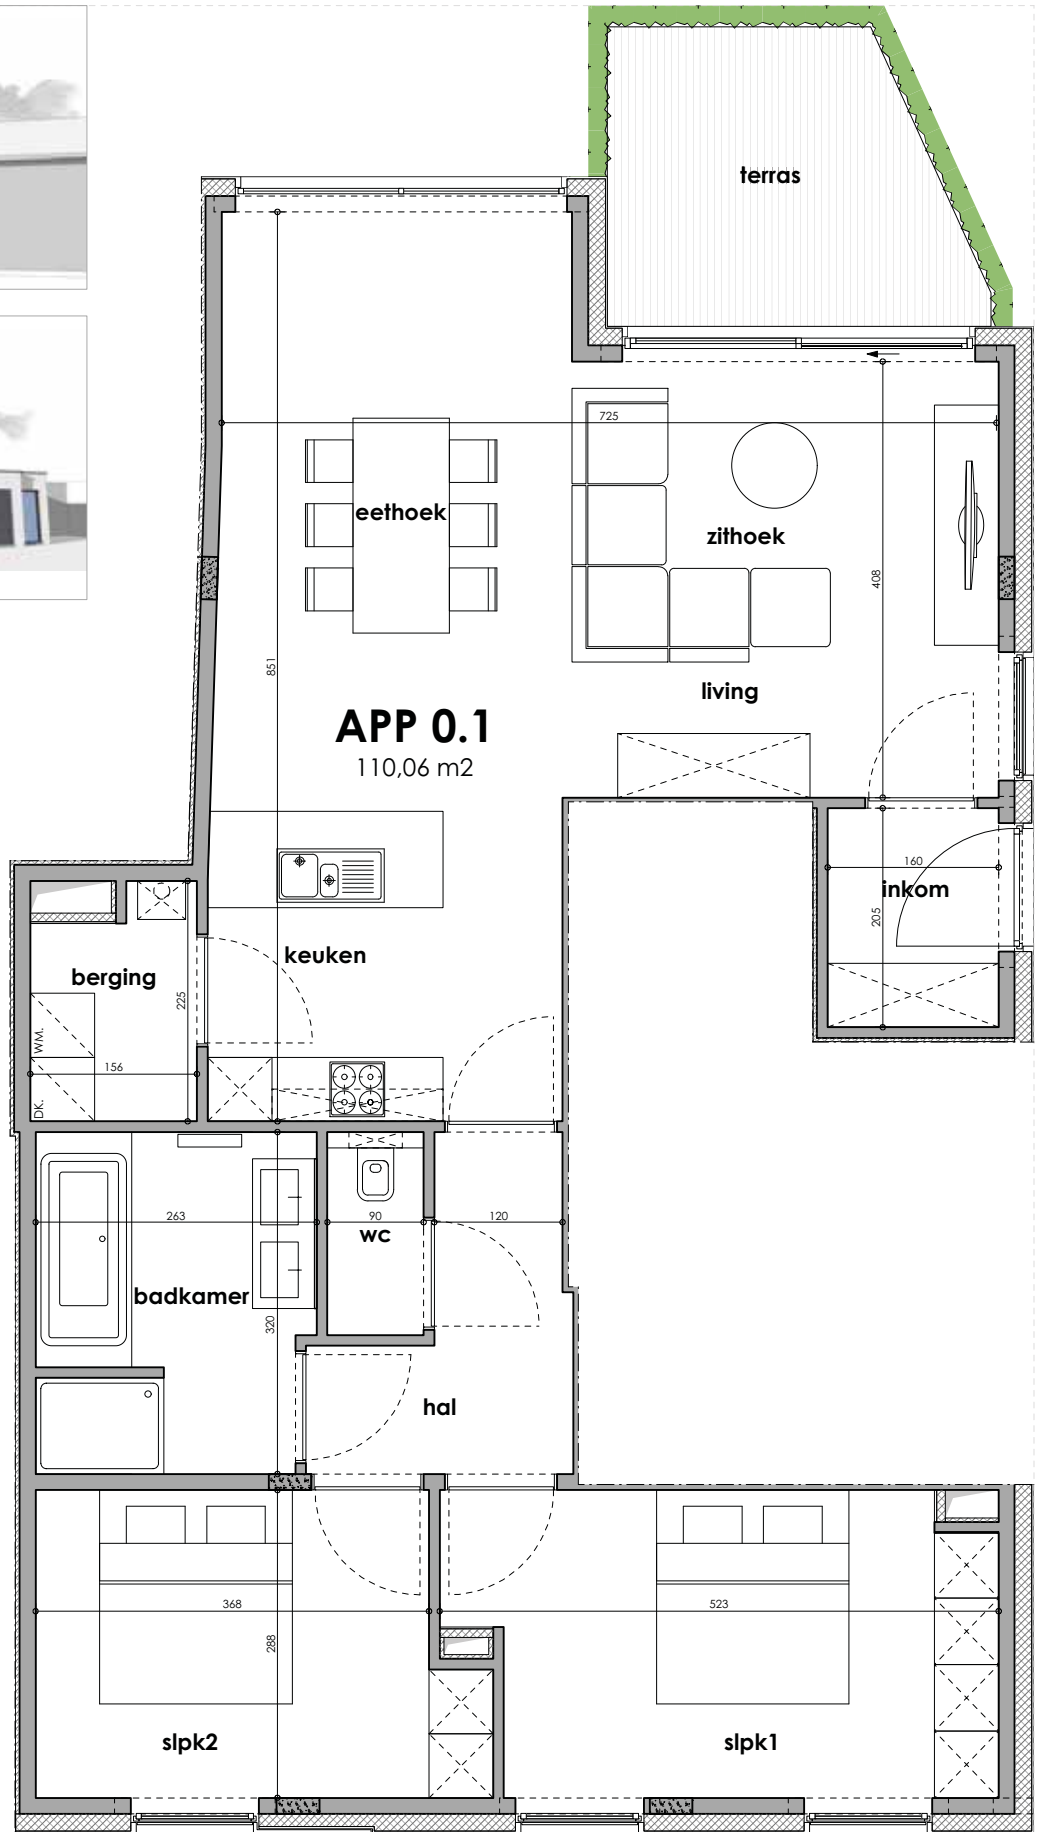 terras
725
eethoek
zithoek
408
851
living
APP 0.1
110,06 m2
160
inkom
205
keuken
berging
225
WM.
156
DK.
263
90
120
wc
badkamer
320
hal
368
523
288
slpk2
slpk1